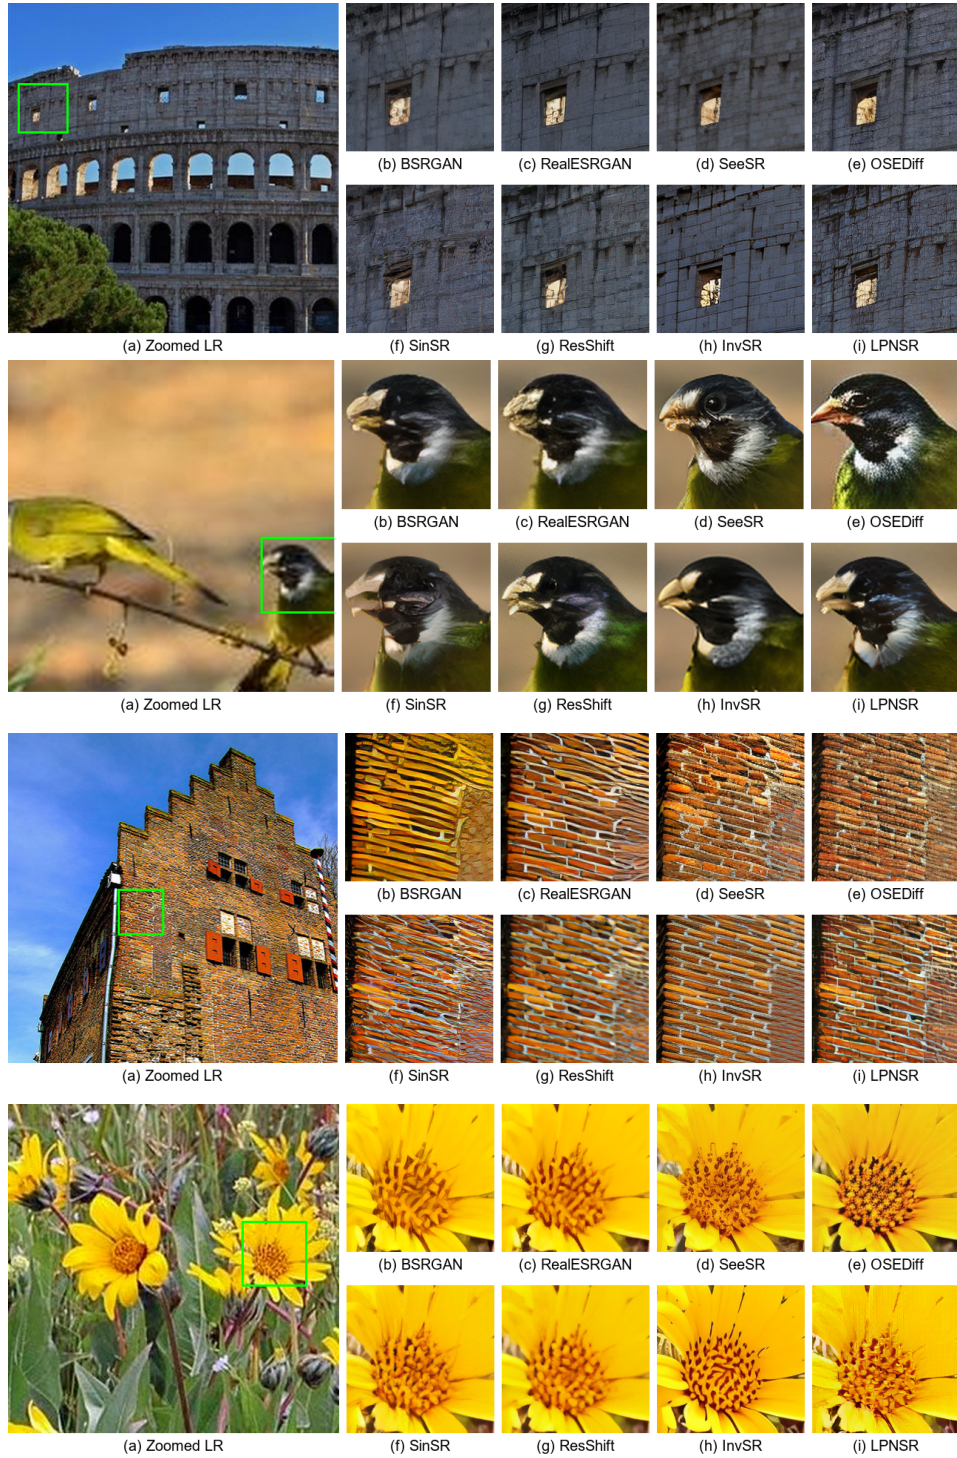 (b) BSRGAN
(c) RealESRGAN
(d) SeeSR
(e) OSEDiff
(a) Zoomed LR
(f) SinSR
(g) ResShift
(h) InvSR
(i) LPNSR
(b) BSRGAN
(c) RealESRGAN
(d) SeeSR
(e) OSEDiff
(a) Zoomed LR
(f) SinSR
(g) ResShift
(h) InvSR
(i) LPNSR
(b) BSRGAN
(c) RealESRGAN
(d) SeeSR
(e) OSEDiff
(a) Zoomed LR
(f) SinSR
(g) ResShift
(h) InvSR
(i) LPNSR
(b) BSRGAN
(c) RealESRGAN
(d) SeeSR
(e) OSEDiff
(a) Zoomed LR
(f) SinSR
(g) ResShift
(h) InvSR
(i) LPNSR